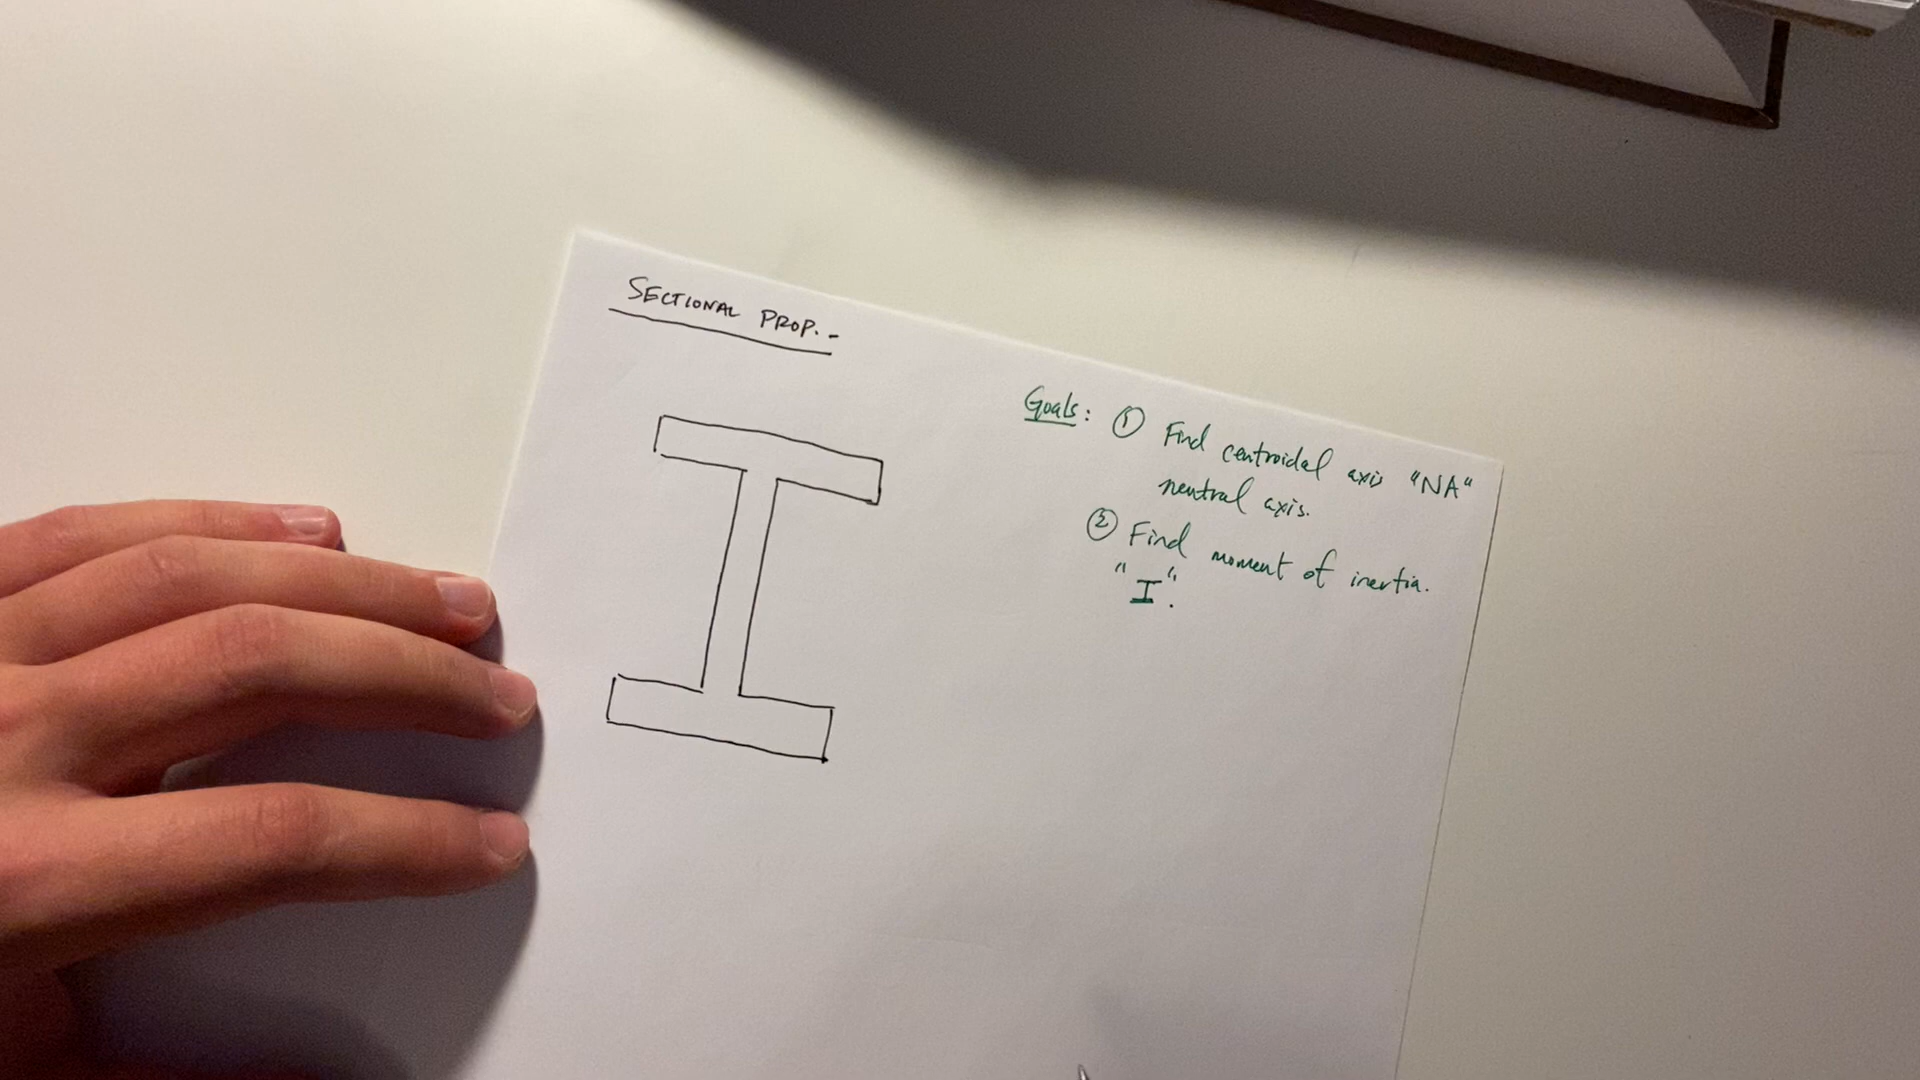 SECTIONAL PROP.-
Goals: ① Find centroidal axis "NA"
neutral axis.
② Find moment of inertia.
"I".